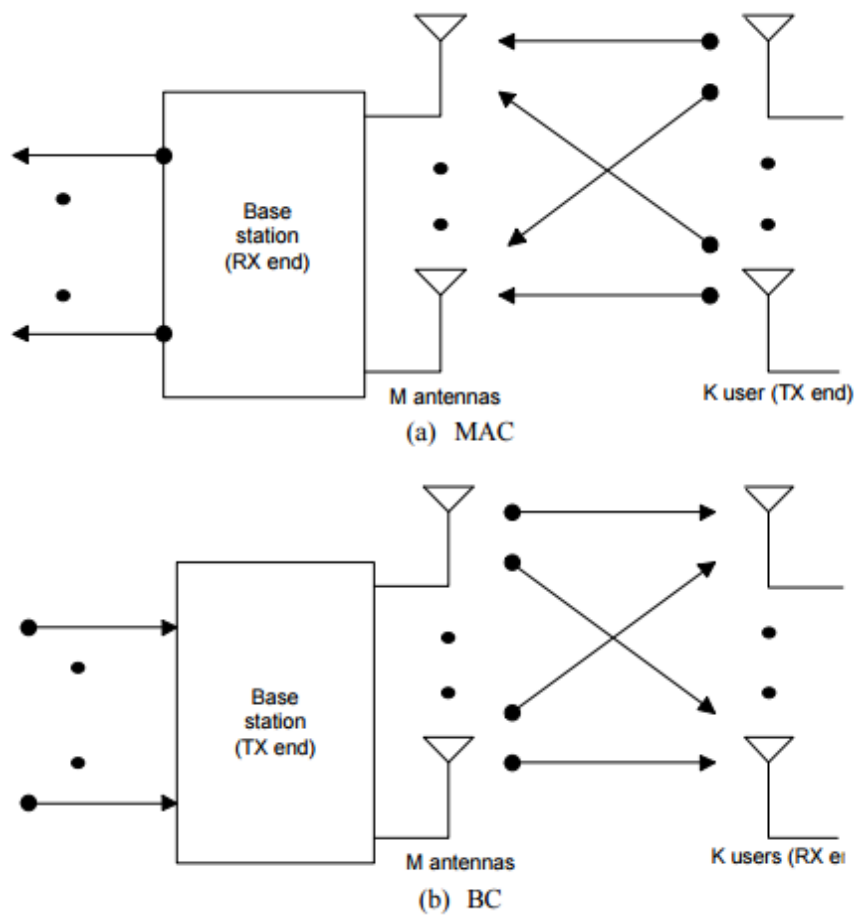 Base
station
(RX end)
M antennas
K user (TX end)
(a) MAC
Base
station
(TX end)
M antennas
K users (RX
(b) BC